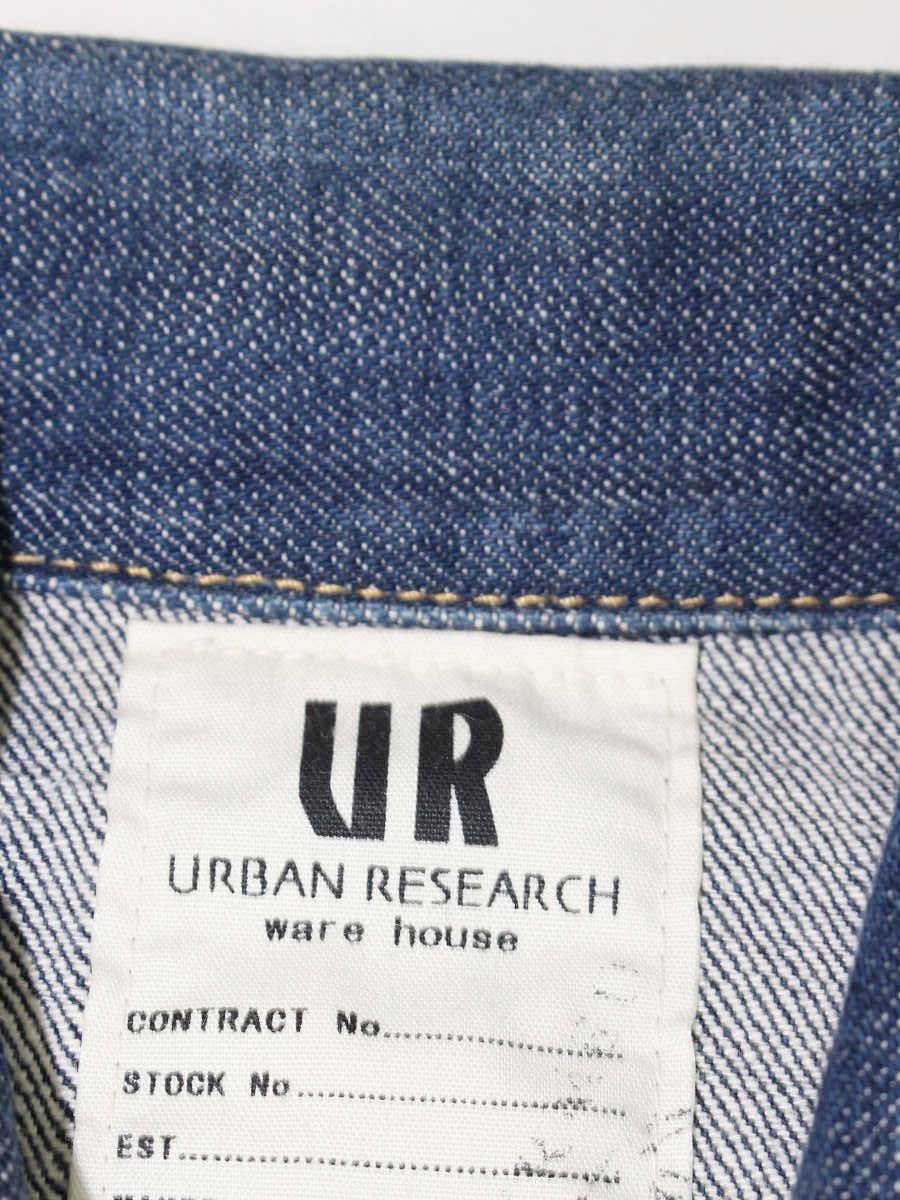 UR
URBAN RESEARCH
ware house
CONTRACT No..............................
STOCK No......................................
EST..................................................